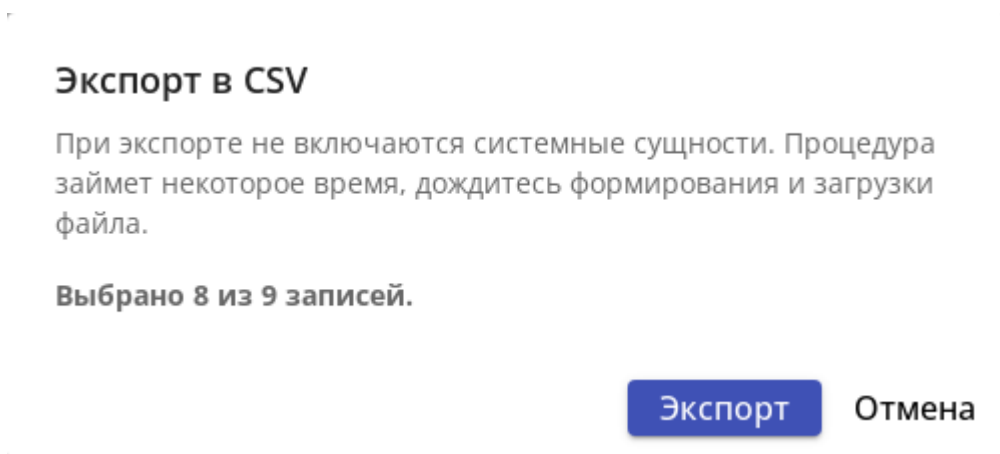 Экспорт в CSV
При экспорте не включаются системные сущности. Процедура
займет некоторое время, дождитесь формирования и загрузки
файла.
Выбрано 8 из 9 записей.
Экспорт Отмена